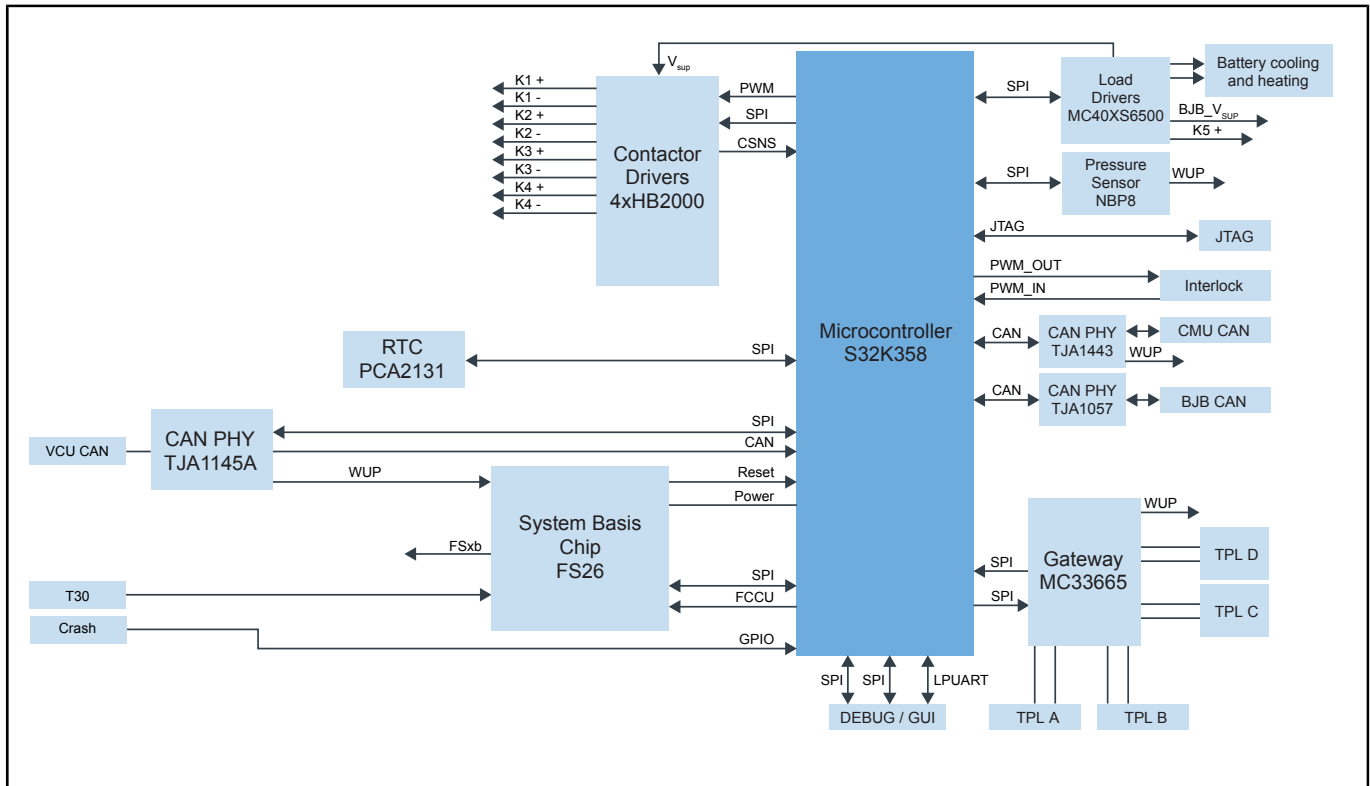 V_sup
K1 +
K1 -
K2 +
K2 -
K3 +
K3 -
K4 +
K4 -
Contactor
Drivers
4xHB2000
PWM
SPI
CSNS
Microcontroller
S32K358
SPI
Load
Drivers
MC40XS6500
Battery cooling
and heating
BJB_V_SUP
K5 +
SPI
Pressure
Sensor
NBP8
WUP
JTAG
JTAG
PWM_OUT
PWM_IN
Interlock
CAN
CAN PHY
TJA1443
CMU CAN
WUP
CAN
CAN PHY
TJA1057
BJB CAN
RTC
PCA2131
SPI
VCU CAN
CAN PHY
TJA1145A
SPI
CAN
WUP
System Basis
Chip
FS26
Reset
Power
FSxb
SPI
FCCU
T30
Crash
GPIO
SPI
SPI
Gateway
MC33665
WUP
TPL D
TPL C
TPL A
TPL B
SPI
SPI
LPUART
DEBUG / GUI